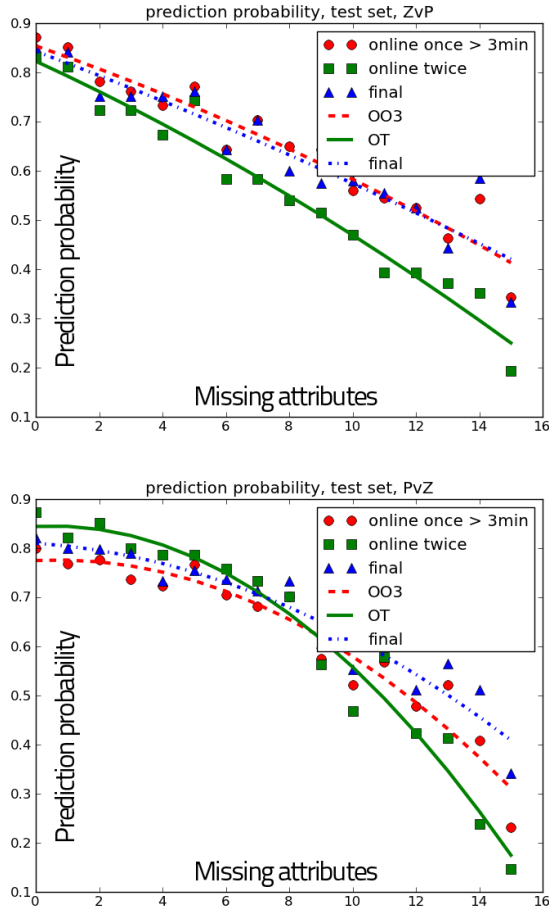 prediction probability, test set, ZvP
0.9
0.8
0.7
0.6
0.5
0.4
0.3
0.2
0.1
Prediction probability
online once > 3min
online twice
final
OO3
OT
final
Missing attributes
0 2 4 6 8 10 12 14 16
prediction probability, test set, PvZ
0.9
0.8
0.7
0.6
0.5
0.4
0.3
0.2
0.1
Prediction probability
online once > 3min
online twice
final
OO3
OT
final
Missing attributes
0 2 4 6 8 10 12 14 16